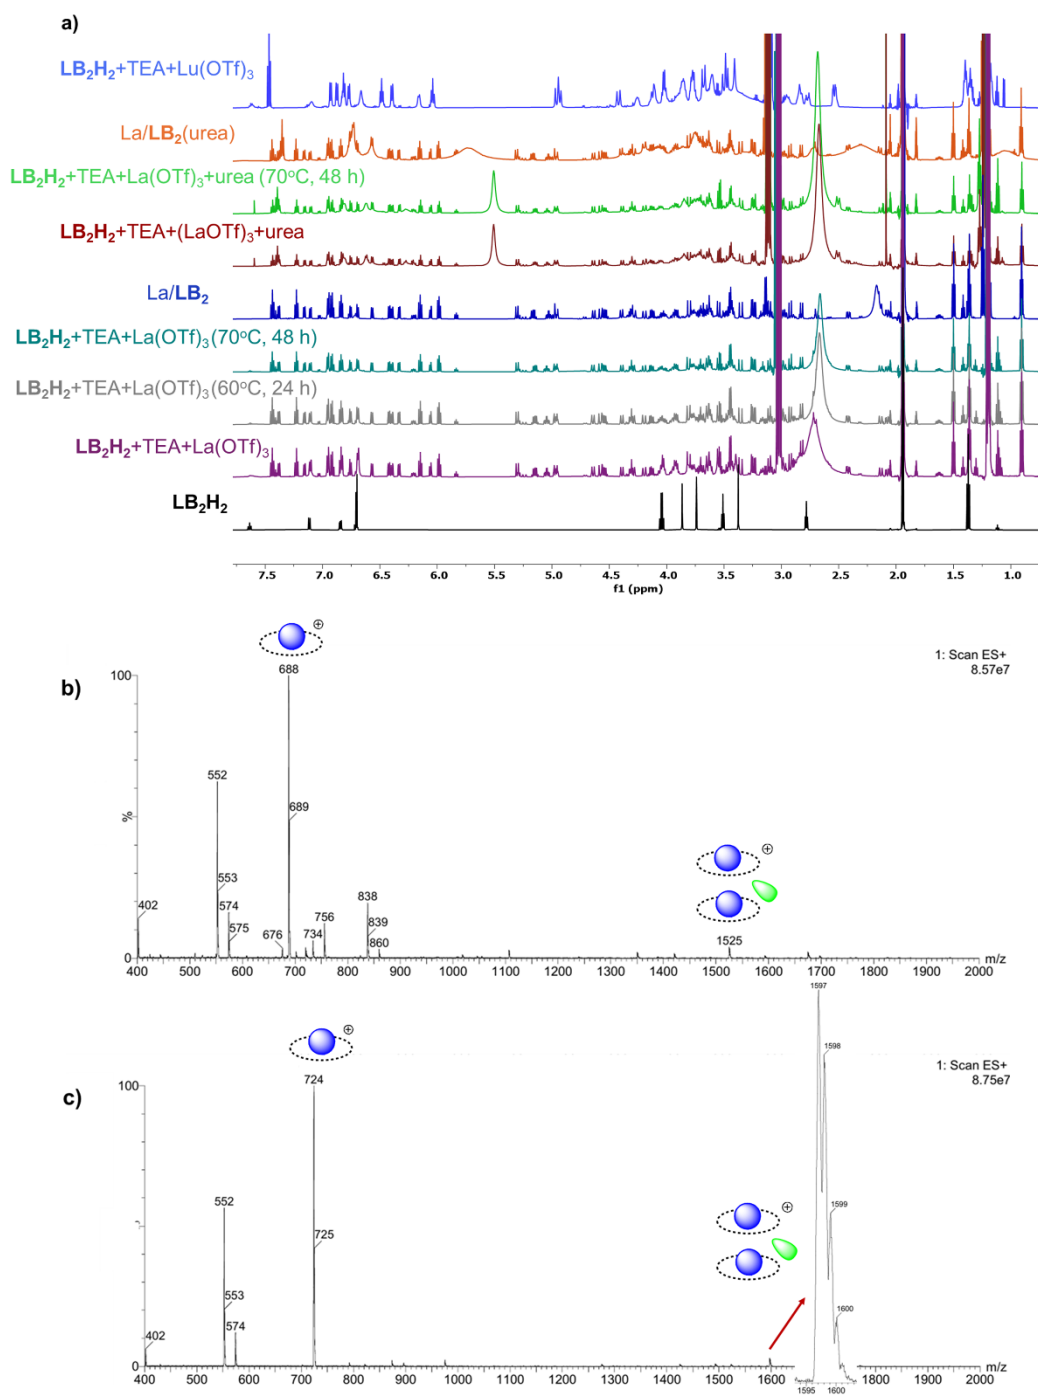 a)
LB₂H₂+TEA+Lu(OTf)₃
La/LB₂(urea)
LB₂H₂+TEA+La(OTf)₃+urea (70°C, 48 h)
LB₂H₂+TEA+(LaOTf)₃+urea
La/LB₂
LB₂H₂+TEA+La(OTf)₃(70°C, 48 h)
LB₂H₂+TEA+La(OTf)₃(60°C, 24 h)
LB₂H₂+TEA+La(OTf)₃
LB₂H₂
7.5 7.0 6.5 6.0 5.5 5.0 4.5 4.0 3.5 3.0 2.5 2.0 1.5 1.0
f1 (ppm)
b)
⊕
1: Scan ES+
8.57e7
100
688
552
%
689
⊕
553
402
574
575
676
734
756
838
839
860
1525
0
400 500 600 700 800 900 1000 1100 1200 1300 1400 1500 1600 1700 1800 1900 2000 m/z
c)
⊕
1597
1598
1: Scan ES+
8.75e7
100
724
552
725
⊕
1599
553
402
574
1600
0
400 500 600 700 800 900 1000 1100 1200 1300 1400 1500 1600 1800 1900 2000 m/z
1595 1600